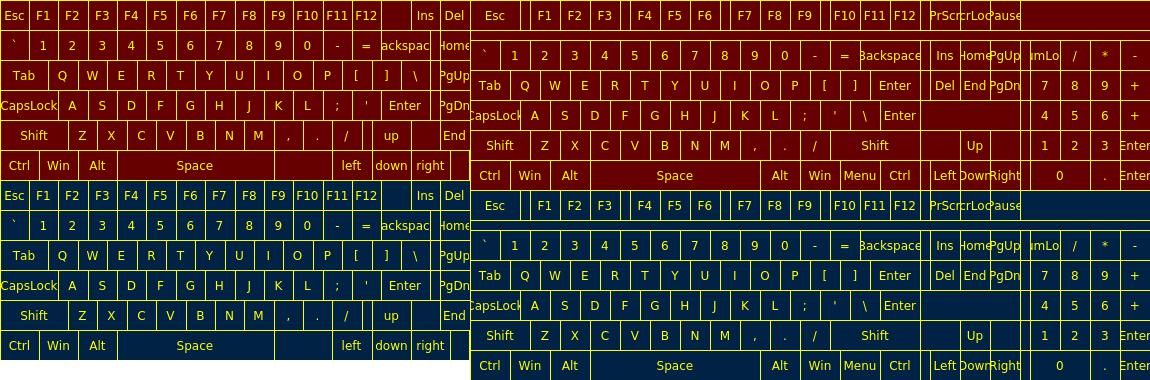 Esc F1 F2 F3 F4 F5 F6 F7 F8 F9 F10 F11 F12 Ins Del
` 1 2 3 4 5 6 7 8 9 0 - = ackspac Home
Tab Q W E R T Y U I O P [ ] \ PgUp
CapsLock A S D F G H J K L ; ' Enter PgDn
Shift Z X C V B N M , . / up End
Ctrl Win Alt Space left down right
Esc F1 F2 F3 F4 F5 F6 F7 F8 F9 F10 F11 F12 Ins Del
` 1 2 3 4 5 6 7 8 9 0 - = ackspac Home
Tab Q W E R T Y U I O P [ ] \ PgUp
CapsLock A S D F G H J K L ; ' Enter PgDn
Shift Z X C V B N M , . / up End
Ctrl Win Alt Space left down right
Esc F1 F2 F3 F4 F5 F6 F7 F8 F9 F10 F11 F12 PrScr crLoc Pause
` 1 2 3 4 5 6 7 8 9 0 - = Backspace Ins Home PgUp umLo / * -
Tab Q W E R T Y U I O P [ ] Enter Del End PgDn 7 8 9 +
CapsLock A S D F G H J K L ; ' \ Enter 4 5 6 +
Shift Z X C V B N M , . / Shift Up 1 2 3 Enter
Ctrl Win Alt Space Alt Win Menu Ctrl Left Down Right 0 . Enter
Esc F1 F2 F3 F4 F5 F6 F7 F8 F9 F10 F11 F12 PrScr crLoc Pause
` 1 2 3 4 5 6 7 8 9 0 - = Backspace Ins Home PgUp umLo / * -
Tab Q W E R T Y U I O P [ ] Enter Del End PgDn 7 8 9 +
CapsLock A S D F G H J K L ; ' \ Enter 4 5 6 +
Shift Z X C V B N M , . / Shift Up 1 2 3 Enter
Ctrl Win Alt Space Alt Win Menu Ctrl Left Down Right 0 . Enter